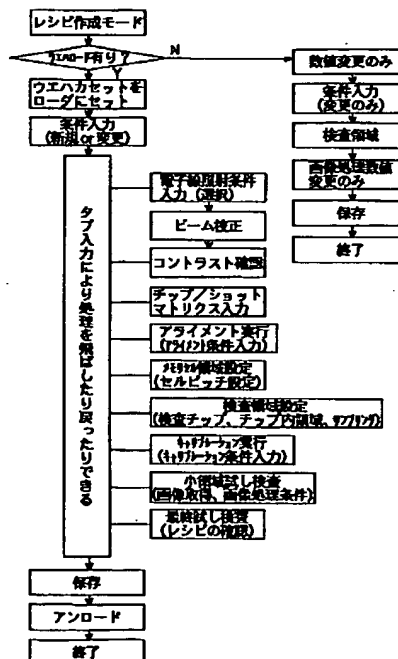 レシピ作成モード
ウエハロード有り?
N
Y
ウエハカセットを
ローダにセット
条件入力
(新規or変更)
タブ入力により処理を飛ばしたり戻ったりできる
電子線照射条件
入力(選択)
ビーム校正
コントラスト確認
チップ/ショット
マトリクス入力
アライメント実行
(アライメント条件入力)
メモリセル領域設定
(セルピッチ設定)
検査領域設定
(検査チップ、チップ内領域、サンプリング)
キャリブレーション実行
(キャリブレーション条件入力)
小領域試し検査
(画像取得、画像処理条件)
最終試し検査
(レシピの確認)
保存
アンロード
終了
数値変更のみ
条件入力
(変更のみ)
検査領域
画像処理数値
変更のみ
保存
終了